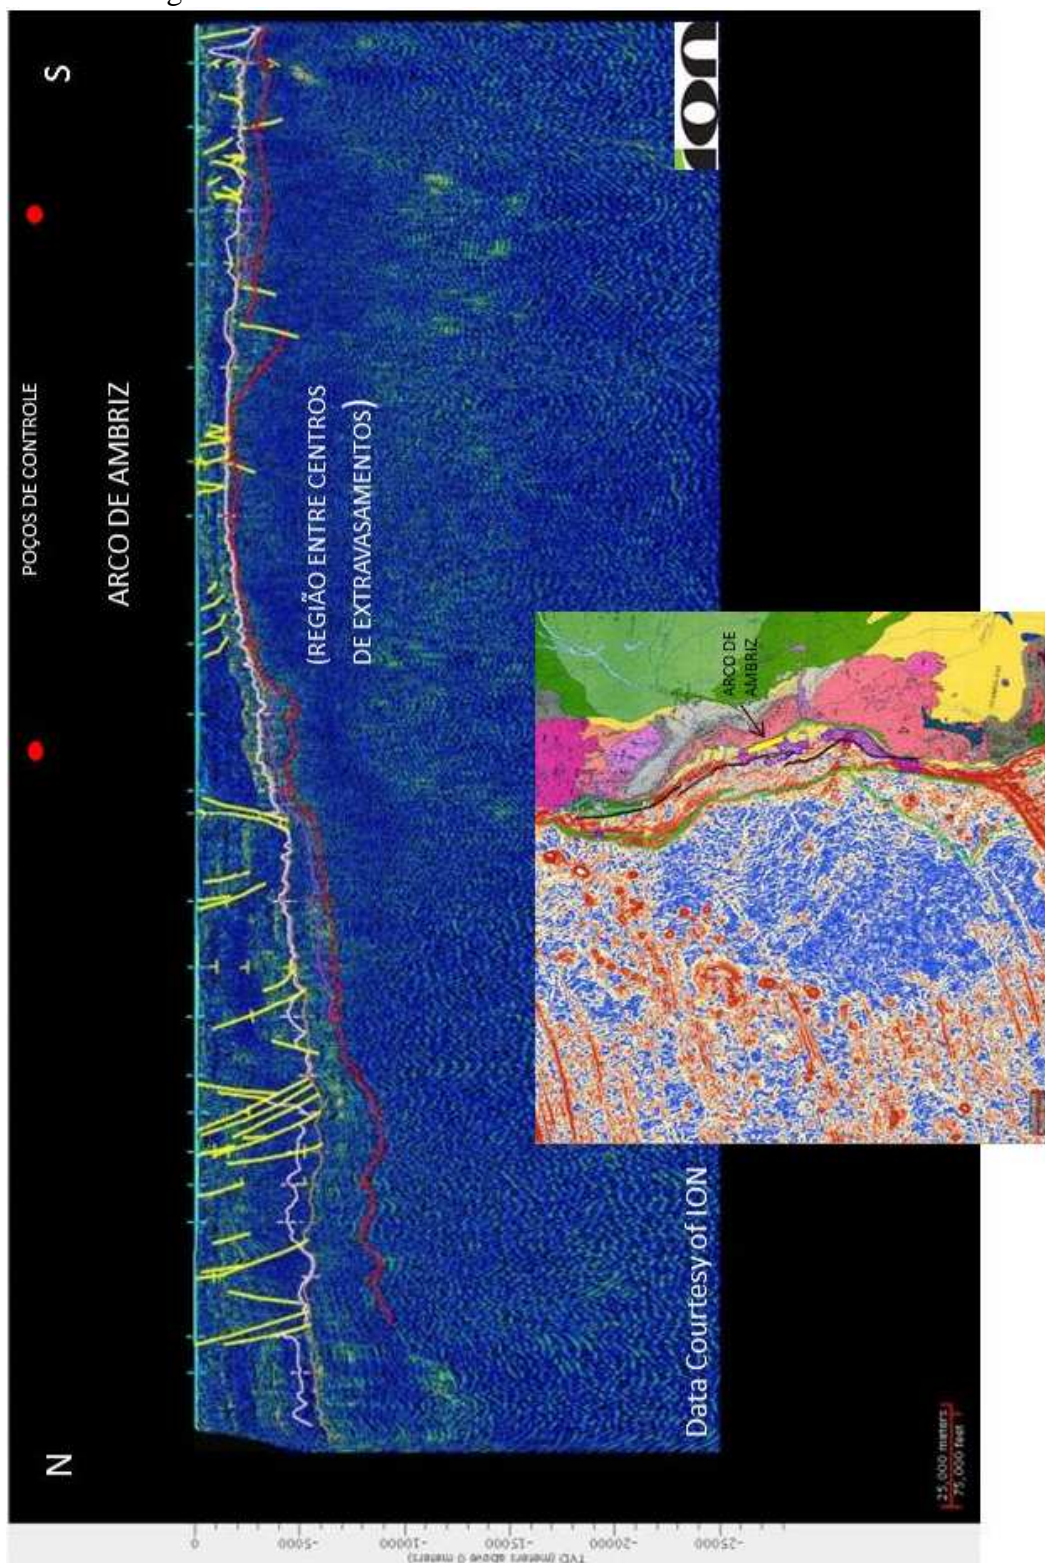 N
S
POÇOS DE CONTROLE
ARCO DE AMBRIZ
(REGIÃO ENTRE CENTROS
DE EXTRAVASAMENTOS)
ion
Data Courtesy of ION
ARCO DE
AMBRIZ
25,000 meters
75,000 feet
0
-5000
-10000
-15000
-20000
-25000
TVD (meters above 0 meters)